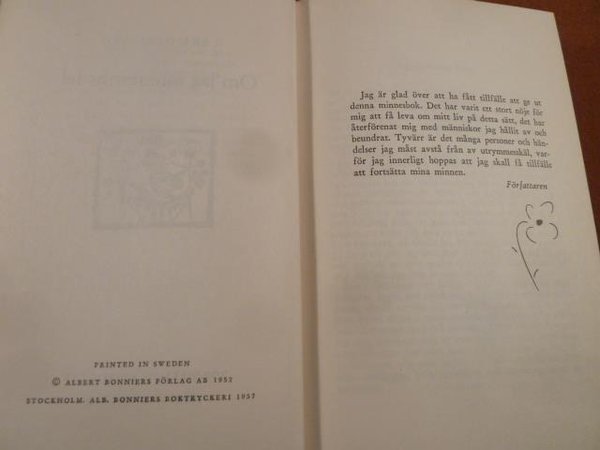 Jag är glad över att ha fått tillfälle att ge ut
denna minnesbok. Det har varit ett stort nöje för
mig att få leva om mitt liv på detta sätt, det har
återförenat mig med människor jag hållit av och
beundrat. Tyvärr är det många personer och hän-
delser jag måst avstå från av utrymmesskäl, var-
för jag innerligt hoppas att jag skall få tillfälle
att fortsätta mina minnen.
Författaren
PRINTED IN SWEDEN
© ALBERT BONNIERS FÖRLAG AB 1957
STOCKHOLM. ALB. BONNIERS BOKTRYCKERI 1957